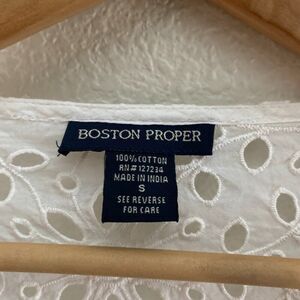 BOSTON PROPER
100% COTTON
RN # 127234
MADE IN INDIA
S
SEE REVERSE
FOR CARE